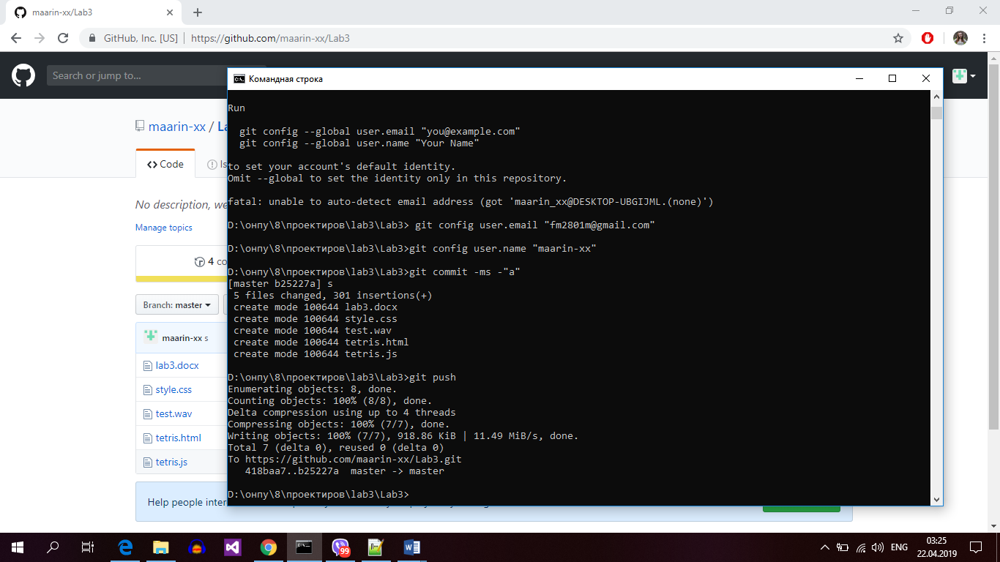 maarin-xx/Lab3
GitHub, Inc. [US] | https://github.com/maarin-xx/Lab3
Search or jump to...
maarin-xx /
Code
No description, we
Manage topics
4 co
Branch: master
maarin-xx s
lab3.docx
style.css
test.wav
tetris.html
tetris.js
Help people inter
Командная строка
Run
git config --global user.email "you@example.com"
git config --global user.name "Your Name"
to set your account's default identity.
Omit --global to set the identity only in this repository.
fatal: unable to auto-detect email address (got 'maarin_xx@DESKTOP-UBGIJML.(none)')
D:\онпу\8\проектиров\lab3\Lab3> git config user.email "fm2801m@gmail.com"
D:\онпу\8\проектиров\lab3\Lab3>git config user.name "maarin-xx"
D:\онпу\8\проектиров\lab3\Lab3>git commit -ms -"a"
[master b25227a] s
5 files changed, 301 insertions(+)
create mode 100644 lab3.docx
create mode 100644 style.css
create mode 100644 test.wav
create mode 100644 tetris.html
create mode 100644 tetris.js
D:\онпу\8\проектиров\lab3\Lab3>git push
Enumerating objects: 8, done.
Counting objects: 100% (8/8), done.
Delta compression using up to 4 threads
Compressing objects: 100% (7/7), done.
Writing objects: 100% (7/7), 918.86 KiB | 11.49 MiB/s, done.
Total 7 (delta 0), reused 0 (delta 0)
To https://github.com/maarin-xx/Lab3.git
418baa7..b25227a  master -> master
D:\онпу\8\проектиров\lab3\Lab3>
99
ENG
03:25
22.04.2019